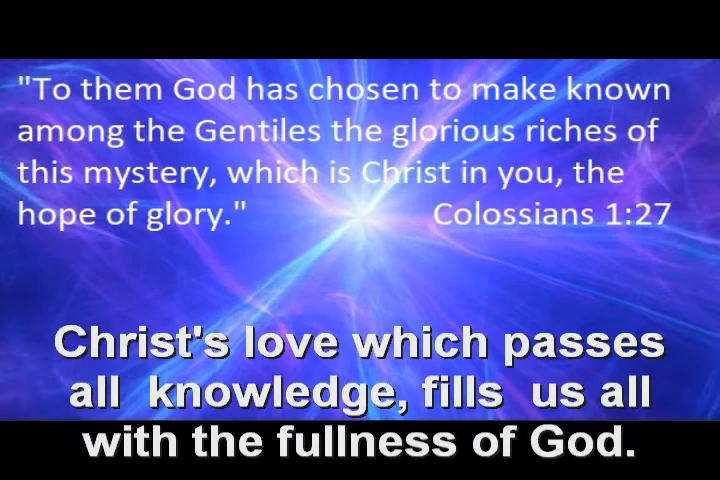 "To them God has chosen to make known
among the Gentiles the glorious riches of
this mystery, which is Christ in you, the
hope of glory." Colossians 1:27
Christ's love which passes
all knowledge, fills us all
with the fullness of God.